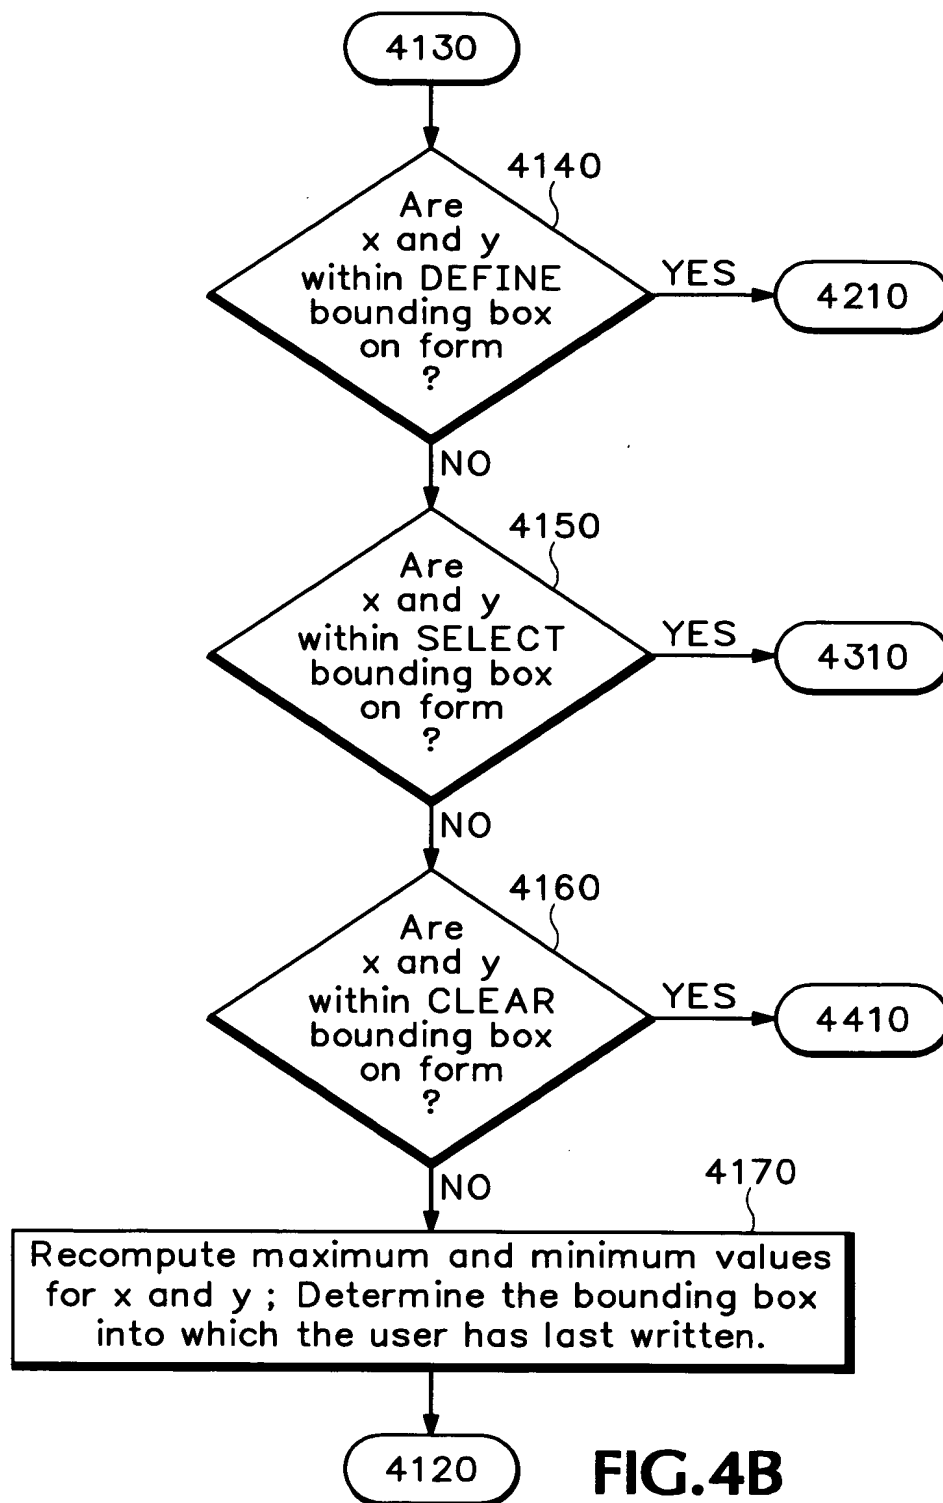 4130
4140
Are
x and y
within DEFINE
bounding box
on form
?
YES
4210
NO
4150
Are
x and y
within SELECT
bounding box
on form
?
YES
4310
NO
4160
Are
x and y
within CLEAR
bounding box
on form
?
YES
4410
NO
4170
Recompute maximum and minimum values
for x and y ; Determine the bounding box
into which the user has last written.
4120
FIG.4B